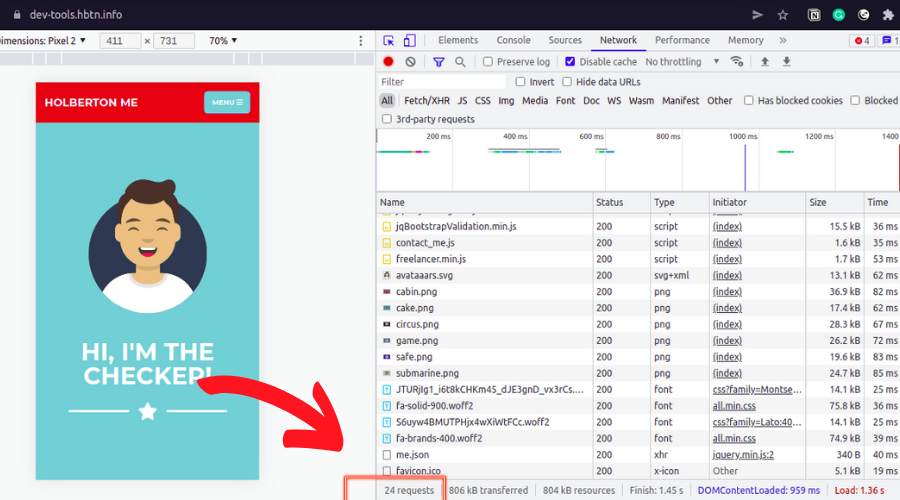 dev-tools.hbtn.info
Dimensions: Pixel 2 ▼ 411 × 731 70% ▼
HOLBERTON ME
MENU ☰
HI, I'M THE
CHECKER!
Elements Console Sources Network Performance Memory » 4 1
Preserve log Disable cache No throttling ▼
Filter Invert Hide data URLs
All Fetch/XHR JS CSS Img Media Font Doc WS Wasm Manifest Other Has blocked cookies Blocked
3rd-party requests
200 ms 400 ms 600 ms 800 ms 1000 ms 1200 ms 1400
Name Status Type Initiator Size Time
jqBootstrapValidation.min.js 200 script (index) 15.5 kB 36 ms
contact_me.js 200 script (index) 1.6 kB 35 ms
freelancer.min.js 200 script (index) 1.7 kB 53 ms
avataaars.svg 200 svg+xml (index) 13.1 kB 62 ms
cabin.png 200 png (index) 36.9 kB 82 ms
cake.png 200 png (index) 17.4 kB 62 ms
circus.png 200 png (index) 28.3 kB 67 ms
game.png 200 png (index) 26.2 kB 72 ms
safe.png 200 png (index) 19.6 kB 83 ms
submarine.png 200 png (index) 24.7 kB 85 ms
JTURjIg1_i6t8kCHKm45_dJE3gnD_vx3rCs.... 200 font css?family=Montse... 14.1 kB 25 ms
fa-solid-900.woff2 200 font all.min.css 75.8 kB 36 ms
S6uyw4BMUTPHjx4wXiWtFCc.woff2 200 font css?family=Lato:40... 14.1 kB 25 ms
fa-brands-400.woff2 200 font all.min.css 74.9 kB 39 ms
me.json 200 xhr jquery.min.js:2 340 B 40 ms
favicon.ico 200 x-icon Other 5.1 kB 19 ms
24 requests 806 kB transferred 804 kB resources Finish: 1.45 s DOMContentLoaded: 959 ms Load: 1.36 s